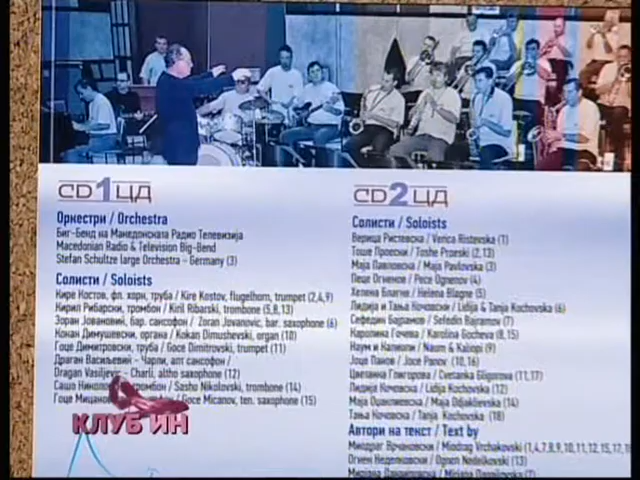 CD1ЦД
Оркестри / Orchestra
Биг-Бенд на Македонската Радио Телевизија
Macedonian Radio & Television Big-Bend
Stefan Schultze large Orchestra - Germany (3)
Солисти / Soloists
Кире Костов, фл. хорн, труба / Kire Kostov, flugelhorn, trumpet (2,4,9)
Кирил Рибарски, тромбон / Kiril Ribarski, trombone (5,8,13)
Зоран Јовановиќ, бар. саксофон / Zoran Jovanovic, bar. saxophone (6)
Кокан Димушевски, органа / Kokan Dimushevski, organ (10)
Гоце Димитровски, труба / Goce Dimitrovski, trumpet (11)
Драган Васиљевиќ - Чарли, алт саксофон /
Dragan Vasiljevic - Charli, altho saxophone (12)
Сашо тромбон / Sasho Nikolovski, trombone (14)
Гоце Goce Micanov, ten. saxophone (15)
КЛУБ ИН
CD2ЦД
Солисти / Soloists
Верица Ристевска / Verica Ristevska (1)
Тоше Проески / Toshe Proeski (2,13)
Маја Павловска / Maja Pavlovska (3)
Пеце Огненов / Pece Ognenov (4)
Хелена Благне / Helena Blagne (5)
Лидија и Тања Кочовски / Lidija & Tanja Kochovska (6)
Сефедин Бајрамов / Sefedin Bajramov (7)
Каролина Гочева / Karolina Gocheva (8,15)
Наум и Калиопи / Naum & Kaliopi (9)
Јоце Панов / Joce Panov (10,16)
Цветанка Глигорова / Cvetanka Gligorova (11,17)
Лидија Кочовска / Lidija Kochovska (12)
Маја Оџаклиевска / Maja Odjaklievska (14)
Тања Кочовска / Tanja Kochovska (18)
Автори на текст / Text by
Миодраг Врчаковски / Miodrag Vrchakovski (1,4,7,8,9,10,11,12,15,17,
Огнен Неделковски / Ognen Nedelkovski (13)